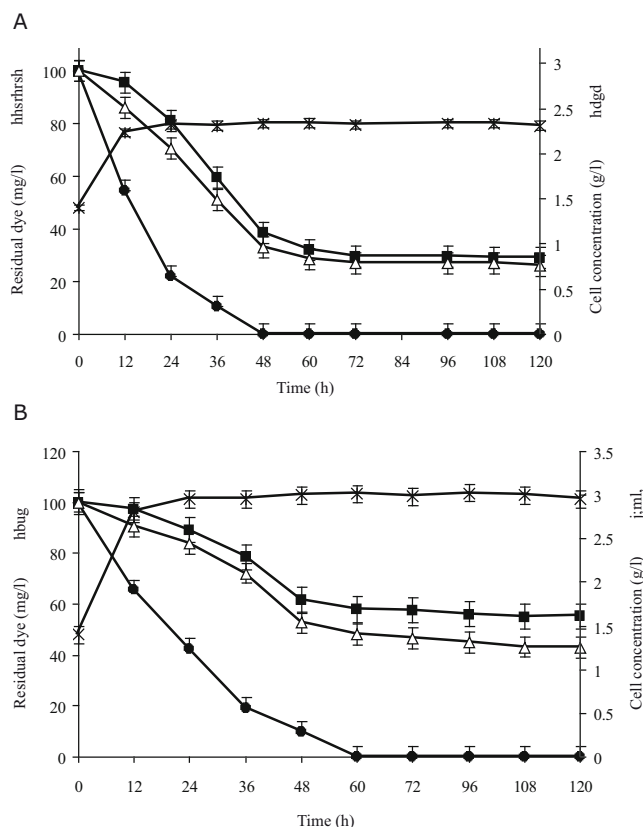 A
Residual dye (mg/l) hhsrhrsh
100
80
60
40
20
0
3
2.5
2
1.5
1
0.5
0
Cell concentration (g/l) hdgd
0 12 24 36 48 60 72 84 96 108 120
Time (h)
B
Residual dye (mg/l) hbug
120
100
80
60
40
20
0
3.5
3
2.5
2
1.5
1
0.5
0
Cell concentration (g/l) j;ml,
0 12 24 36 48 60 72 96 108 120
Time (h)